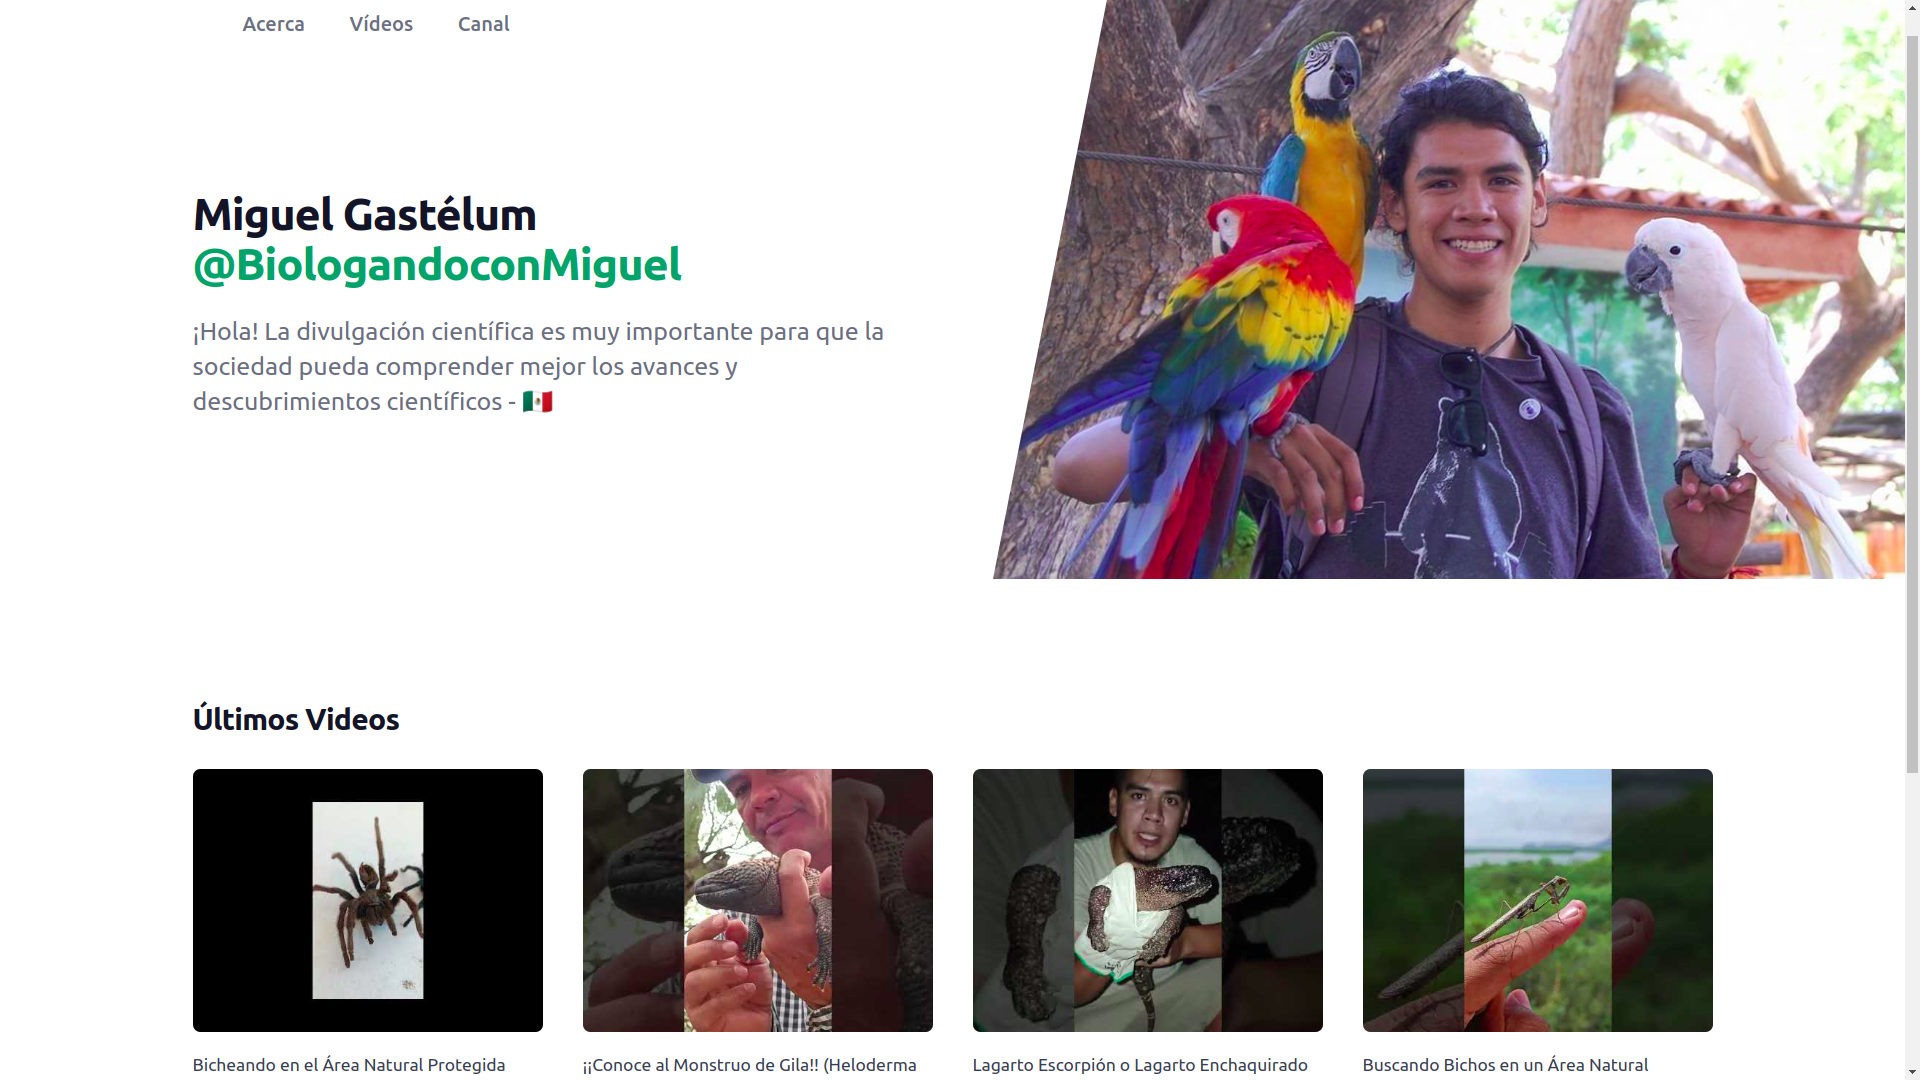 Acerca Vídeos Canal
Miguel Gastélum
@BiologandoconMiguel
¡Hola! La divulgación científica es muy importante para que la
sociedad pueda comprender mejor los avances y
descubrimientos científicos - 🇲🇽
Últimos Videos
Bicheando en el Área Natural Protegida
¡¡Conoce al Monstruo de Gila!! (Heloderma
Lagarto Escorpión o Lagarto Enchaquirado
Buscando Bichos en un Área Natural